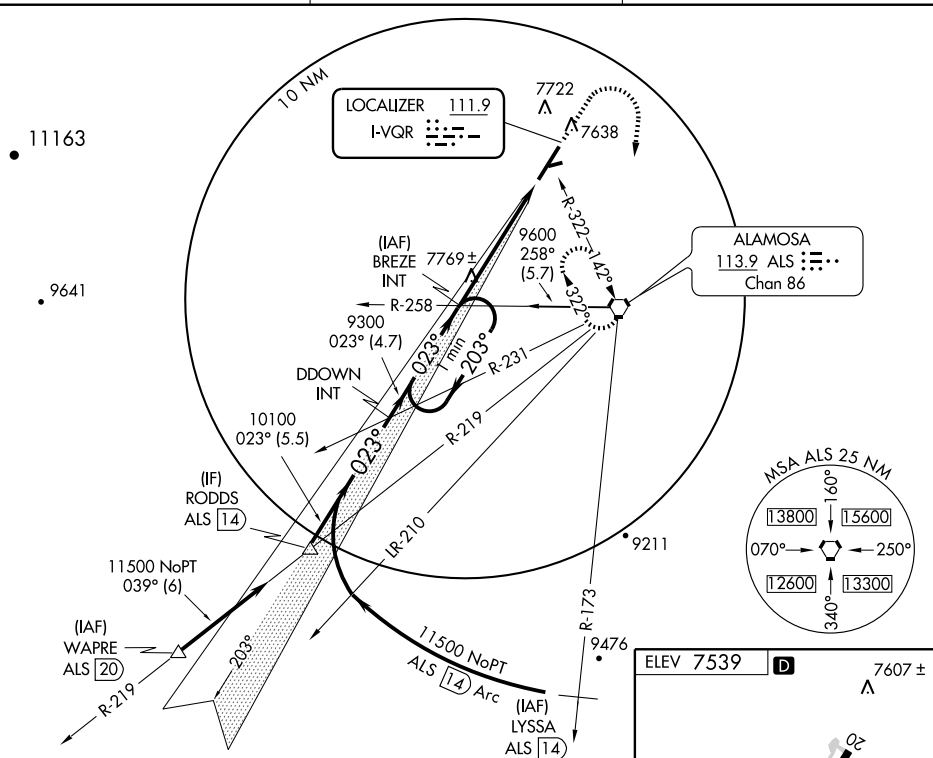 10 NM
LOCALIZER 111.9
I-VQR
7722
7638
11163
R-322
142°
ALAMOSA
113.9 ALS
Chan 86
(IAF)
BREZE
INT
7769 ±
9600
258°
(5.7)
322°
9641
R-258
9300
023° (4.7)
023°
1 min
203°
R-231
DDOWN
INT
10100
023° (5.5)
023°
R-219
(IF)
RODDS
ALS 14
LR-210
R-173
9211
MSA ALS 25 NM
160°
13800
15600
070°
250°
12600
13300
340°
11500 NoPT
039° (6)
(IAF)
WAPRE
ALS 20
R-219
203°
11500 NoPT
ALS 14 Arc
9476
(IAF)
LYSSA
ALS 14
ELEV 7539
D
7607 ±
20